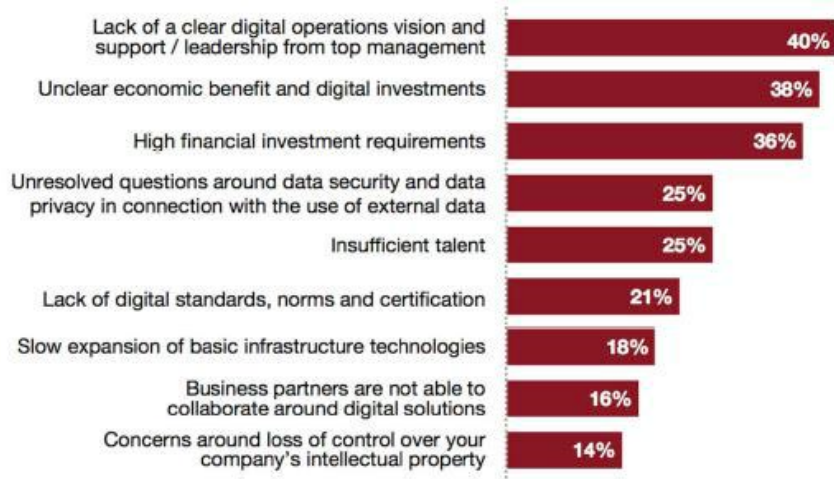 Lack of a clear digital operations vision and
support / leadership from top management
40%
Unclear economic benefit and digital investments
38%
High financial investment requirements
36%
Unresolved questions around data security and data
privacy in connection with the use of external data
25%
Insufficient talent
25%
Lack of digital standards, norms and certification
21%
Slow expansion of basic infrastructure technologies
18%
Business partners are not able to
collaborate around digital solutions
16%
Concerns around loss of control over your
company's intellectual property
14%